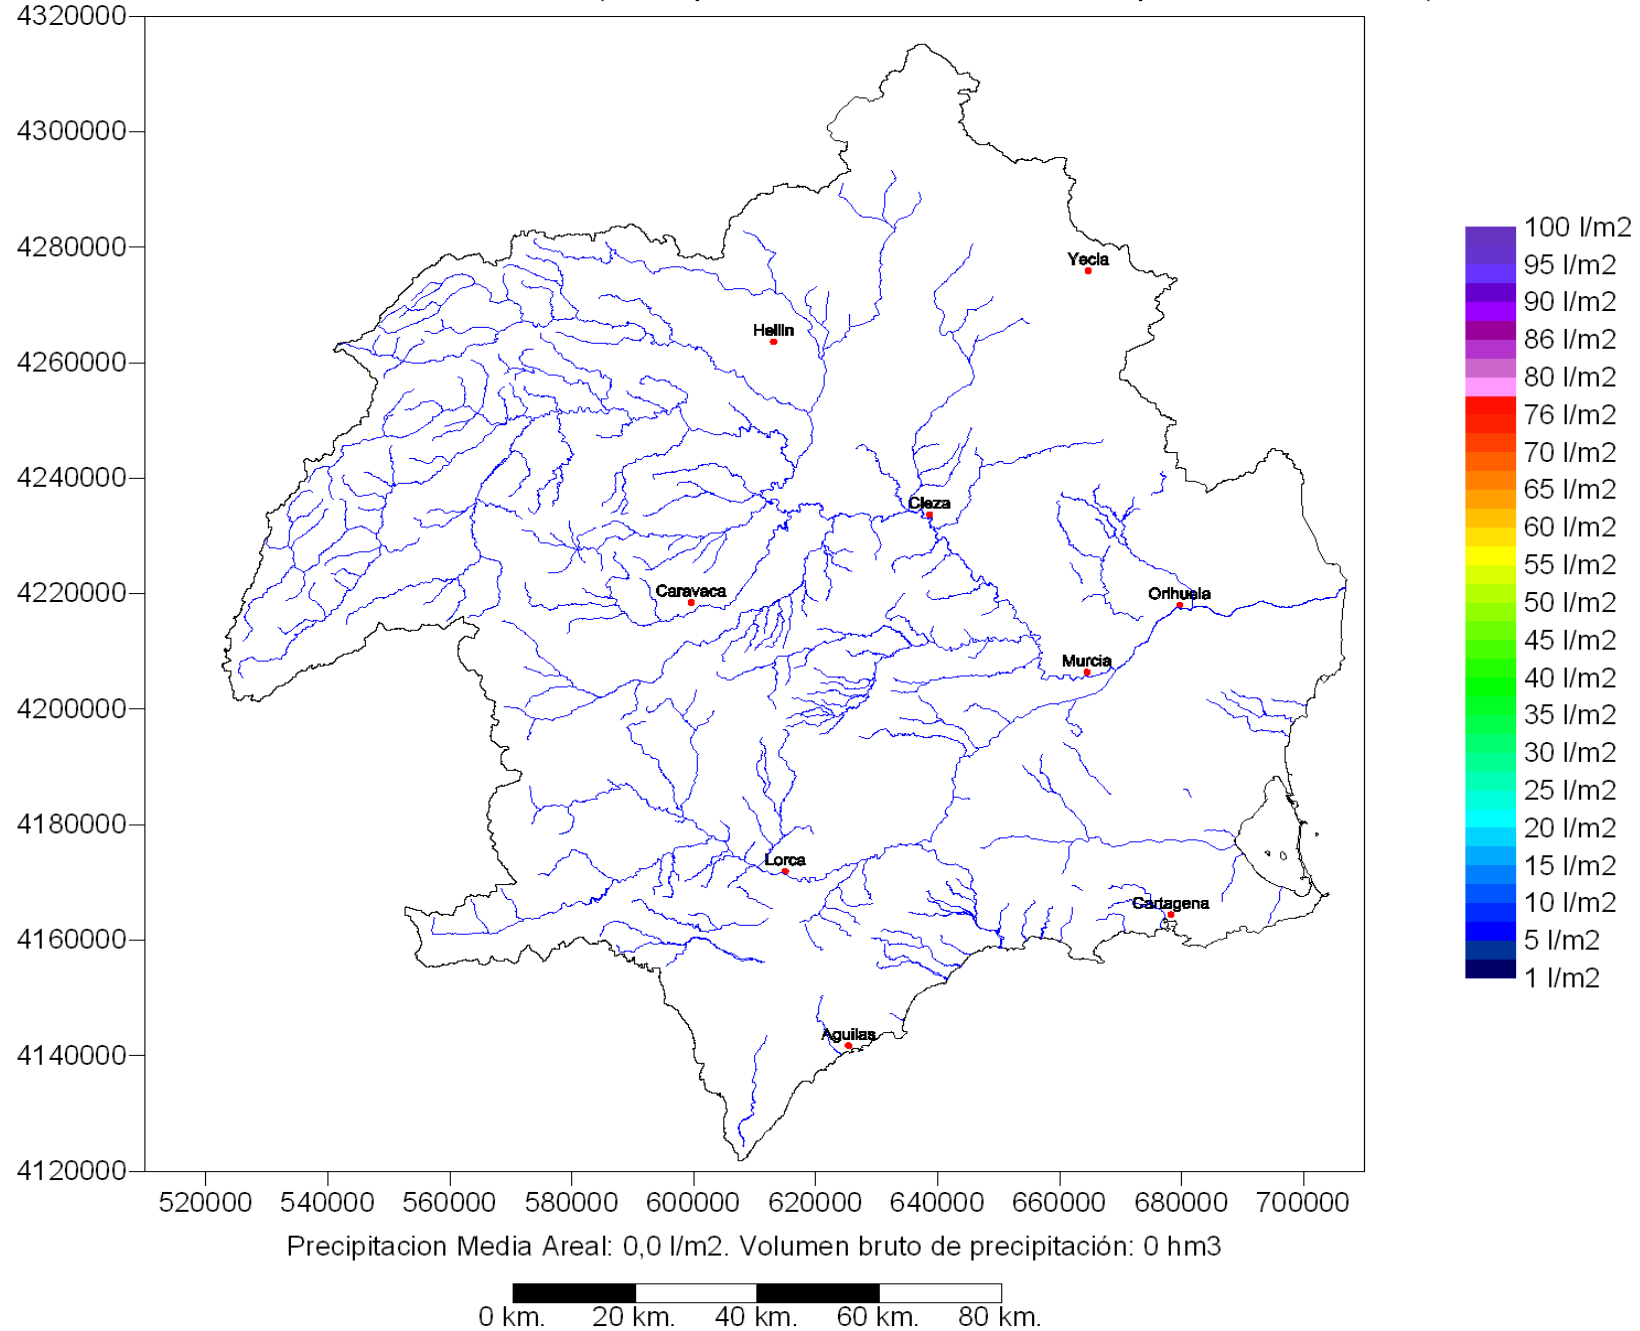 4320000
4300000
4280000
4260000
4240000
4220000
4200000
4180000
4160000
4140000
4120000
520000 540000 560000 580000 600000 620000 640000 660000 680000 700000
Yecla
Hellin
Cieza
Caravaca
Orihuela
Murcia
Lorca
Cartagena
Aguilas
100 l/m2
95 l/m2
90 l/m2
86 l/m2
80 l/m2
76 l/m2
70 l/m2
65 l/m2
60 l/m2
55 l/m2
50 l/m2
45 l/m2
40 l/m2
35 l/m2
30 l/m2
25 l/m2
20 l/m2
15 l/m2
10 l/m2
5 l/m2
1 l/m2
Precipitacion Media Areal: 0,0 l/m2. Volumen bruto de precipitación: 0 hm3
0 km. 20 km. 40 km. 60 km. 80 km.